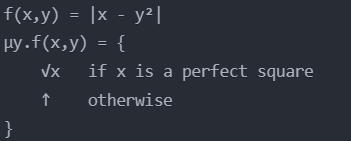 f(x,y) = |x - y²|
μy.f(x,y) = {
√x if x is a perfect square
↑ otherwise
}